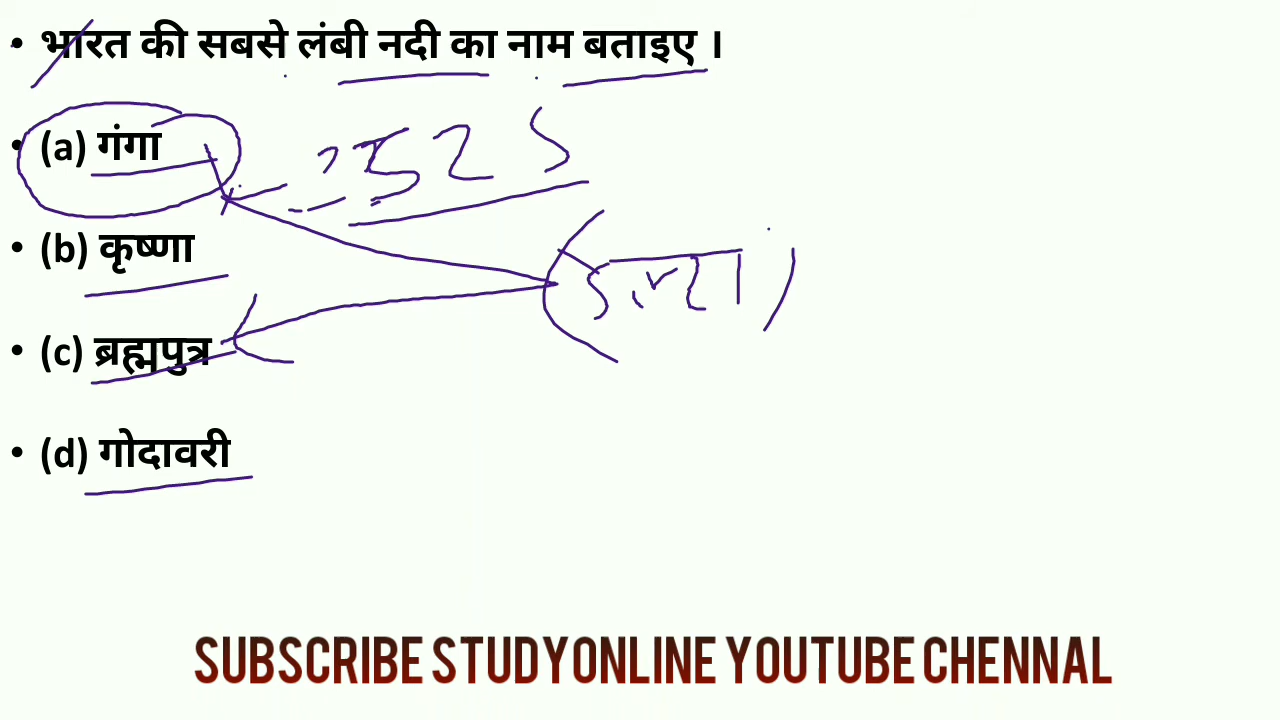 • भारत की सबसे लंबी नदी का नाम बताइए ।
• (a) गंगा
2525
• (b) कृष्णा
• (c) ब्रह्मपुत्र
• (d) गोदावरी
SUBSCRIBE STUDYONLINE YOUTUBE CHENNAL